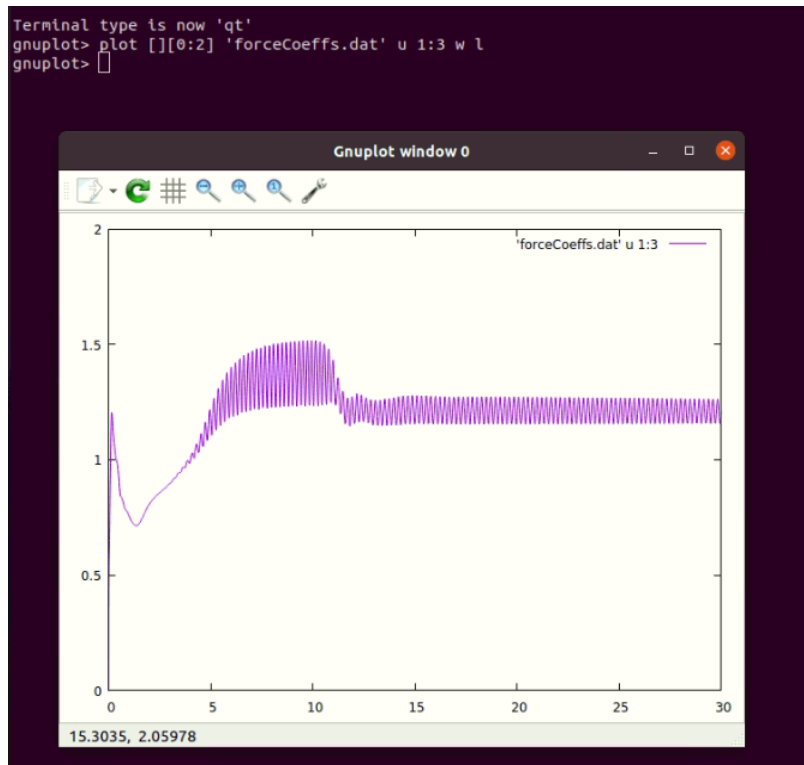 Terminal type is now 'qt'
gnuplot> plot [][0:2] 'forceCoeffs.dat' u 1:3 w l
gnuplot>
Gnuplot window 0
2
'forceCoeffs.dat' u 1:3
1.5
1
0.5
0
0 5 10 15 20 25 30
15.3035, 2.05978